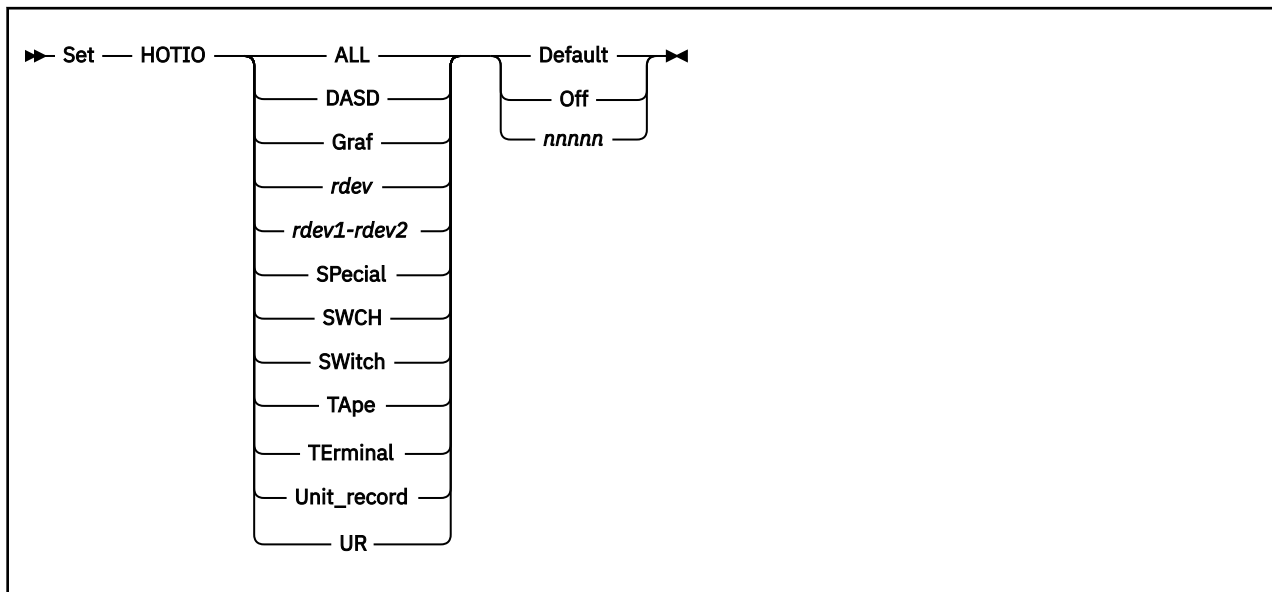 Set HOTIO ALL Default
DASD Off
Graf nnnnn
rdev
rdev1-rdev2
SPecial
SWCH
SWitch
TApe
TErminal
Unit_record
UR